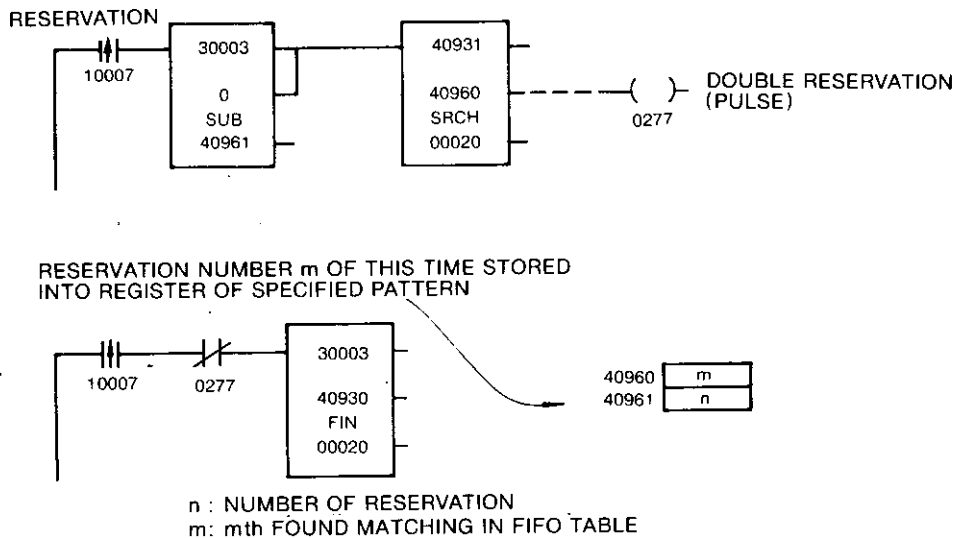 RESERVATION
10007
30003
0
SUB
40961
40931
40960
SRCH
00020
0277
DOUBLE RESERVATION
(PULSE)
RESERVATION NUMBER m OF THIS TIME STORED
INTO REGISTER OF SPECIFIED PATTERN
10007
0277
30003
40930
FIN
00020
40960 m
40961 n
n : NUMBER OF RESERVATION
m: mth FOUND MATCHING IN FIFO TABLE